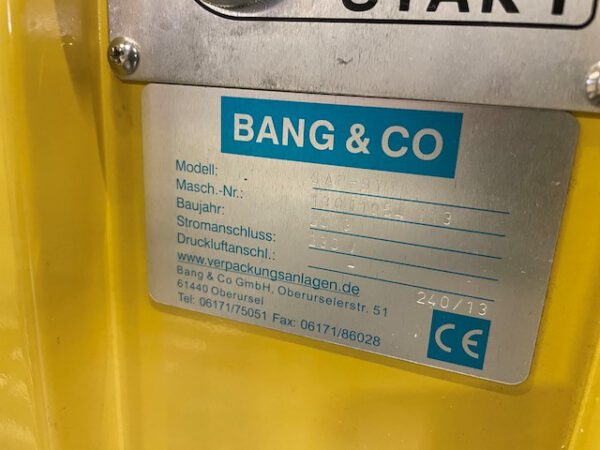 START
BANG & CO
Modell:
Masch.-Nr.:
Baujahr:
Stromanschluss:
Druckluftanschl.: -
www.verpackungsanlagen.de 240/13
Bang & Co GmbH, Oberurselerstr. 51
61440 Oberursel
Tel: 06171/75051 Fax: 06171/86028
CE